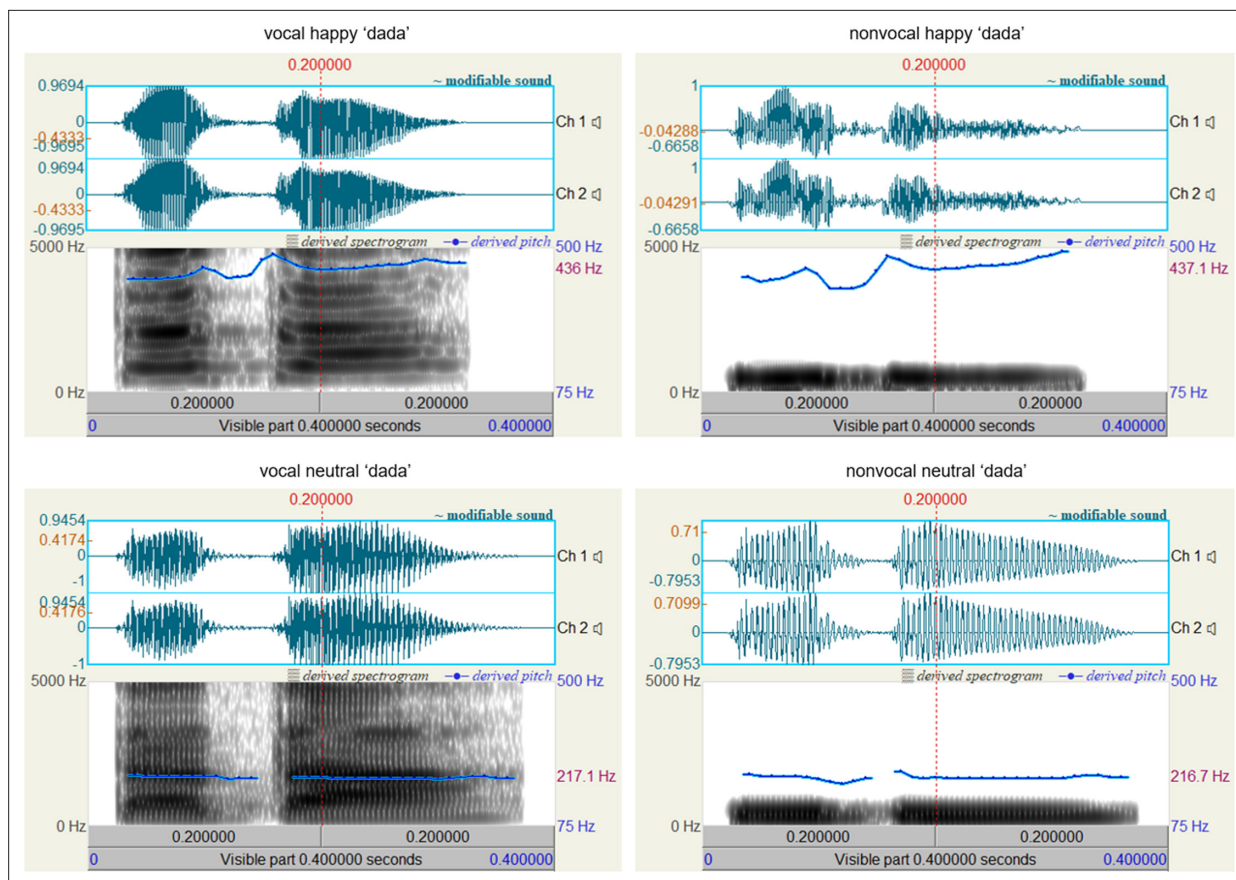 vocal happy ‘dada’
0.200000
~ modifiable sound
0.9694
0
-0.4333
-0.9695
Ch 1
0.9694
0
-0.4333
-0.9695
Ch 2
derived spectrogram
derived pitch
5000 Hz
500 Hz
436 Hz
0 Hz
75 Hz
0.200000
0.200000
0
Visible part 0.400000 seconds
0.400000
nonvocal happy ‘dada’
0.200000
~ modifiable sound
1
-0.04288
-0.6658
Ch 1
1
-0.04291
-0.6658
Ch 2
derived spectrogram
derived pitch
5000 Hz
500 Hz
437.1 Hz
0 Hz
75 Hz
0.200000
0.200000
0
Visible part 0.400000 seconds
0.400000
vocal neutral ‘dada’
0.200000
~ modifiable sound
0.9454
0.4174
0
-1
Ch 1
0.9454
0.4176
0
-1
Ch 2
derived spectrogram
derived pitch
5000 Hz
500 Hz
217.1 Hz
0 Hz
75 Hz
0.200000
0.200000
0
Visible part 0.400000 seconds
0.400000
nonvocal neutral ‘dada’
0.200000
~ modifiable sound
0.71
0
-0.7953
Ch 1
0.7099
0
-0.7953
Ch 2
derived spectrogram
derived pitch
5000 Hz
500 Hz
216.7 Hz
0 Hz
75 Hz
0.200000
0.200000
0
Visible part 0.400000 seconds
0.400000